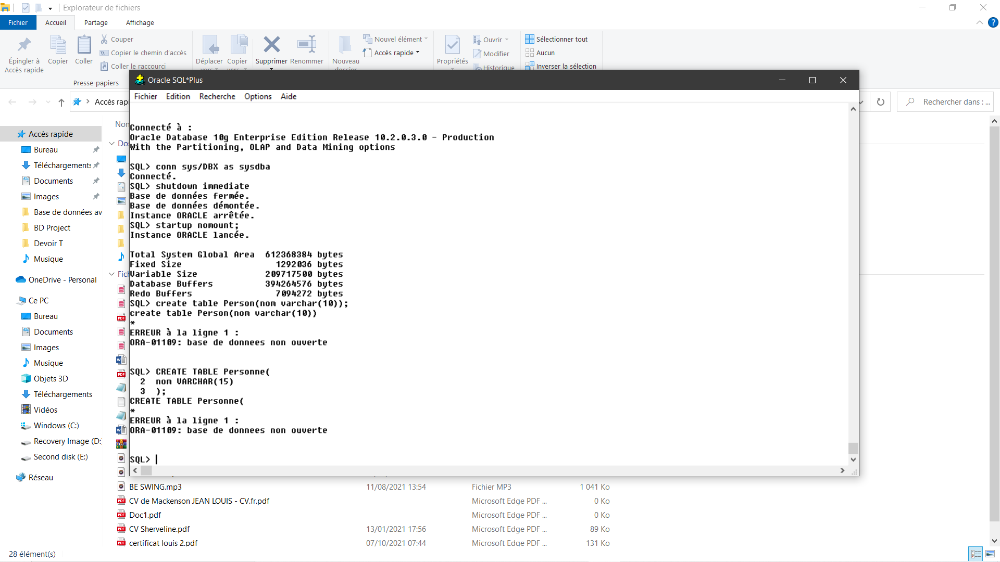 Explorateur de fichiers
Fichier
Accueil
Partage
Affichage
Épingler à
Accès rapide
Copier
Coller
Couper
Copier le chemin d'accès
Coller le raccourci
Presse-papiers
Déplacer
vers
Copier
vers
Supprimer
Renommer
Nouveau
dossier
Nouvel élément
Accès rapide
Propriétés
Ouvrir
Modifier
Historique
Sélectionner tout
Aucun
Inverser la sélection
Accès rapi
Rechercher dans : ...
Oracle SQL*Plus
Fichier Edition Recherche Options Aide
Connecté à :
Oracle Database 10g Enterprise Edition Release 10.2.0.3.0 - Production
With the Partitioning, OLAP and Data Mining options
SQL> conn sys/DBX as sysdba
Connecté.
SQL> shutdown immediate
Base de données fermée.
Base de données démontée.
Instance ORACLE arrêtée.
SQL> startup nomount;
Instance ORACLE lancée.
Total System Global Area 612368384 bytes
Fixed Size 1292036 bytes
Variable Size 209717500 bytes
Database Buffers 394264576 bytes
Redo Buffers 7094272 bytes
SQL> create table Person(nom varchar(10));
create table Person(nom varchar(10))
*
ERREUR à la ligne 1 :
ORA-01109: base de donnees non ouverte
SQL> CREATE TABLE Personne(
2 nom VARCHAR(15)
3 );
CREATE TABLE Personne(
*
ERREUR à la ligne 1 :
ORA-01109: base de donnees non ouverte
SQL>
Accès rapide
Bureau
Téléchargements
Documents
Images
Base de données av
BD Project
Devoir T
Musique
OneDrive - Personal
Ce PC
Bureau
Documents
Images
Musique
Objets 3D
Téléchargements
Vidéos
Windows (C:)
Recovery Image (D:
Second disk (E:)
Réseau
Non
Dos
Fich
BE SWING.mp3 11/08/2021 13:54 Fichier MP3 1 041 Ko
CV de Mackenson JEAN LOUIS - CV.fr.pdf Microsoft Edge PDF ... 0 Ko
Doc1.pdf Microsoft Edge PDF ... 0 Ko
CV Sherveline.pdf 13/01/2021 17:56 Microsoft Edge PDF ... 89 Ko
certificat louis 2.pdf 07/10/2021 07:44 Microsoft Edge PDF ... 131 Ko
28 élément(s)